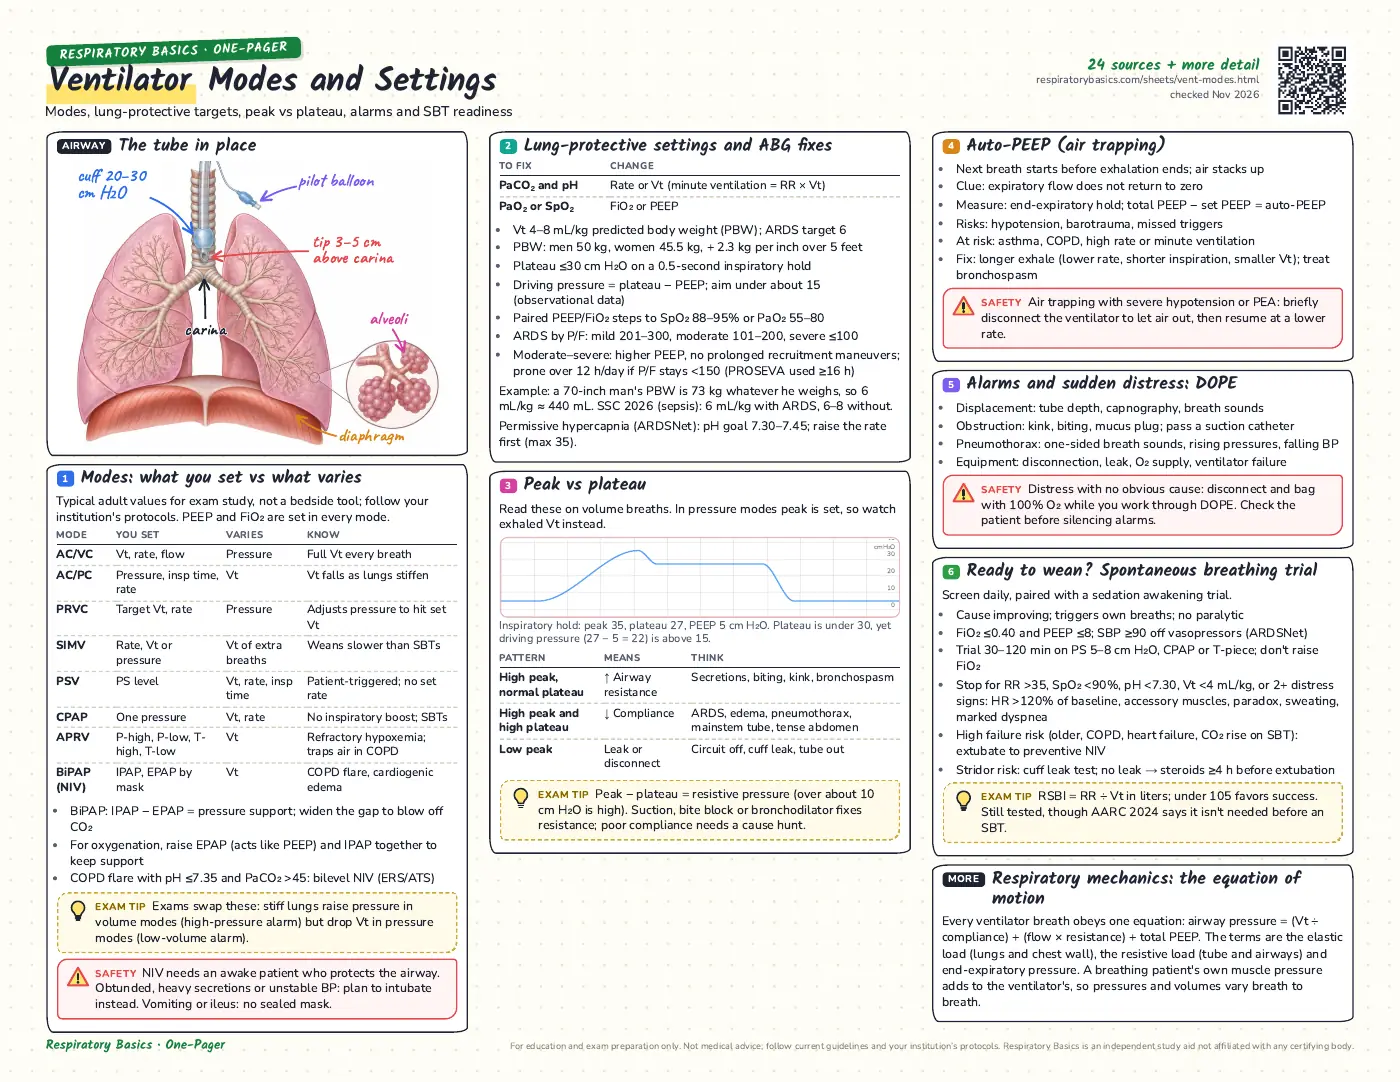 RESPIRATORY BASICS · ONE-PAGER
Ventilator Modes and Settings
Modes, lung-protective targets, peak vs plateau, alarms and SBT readiness
24 sources + more detail
respiratorybasics.com/sheets/vent-modes.html
checked Nov 2026
AIRWAY The tube in place
cuff 20–30
cm H₂O
pilot balloon
tip 3–5 cm
above carina
carina
alveoli
diaphragm
1 Modes: what you set vs what varies
Typical adult values for exam study, not a bedside tool; follow your
institution's protocols. PEEP and FiO₂ are set in every mode.
MODE YOU SET VARIES KNOW
AC/VC Vt, rate, flow Pressure Full Vt every breath
AC/PC Pressure, insp time, Vt Vt falls as lungs stiffen
rate
PRVC Target Vt, rate Pressure Adjusts pressure to hit set
Vt
SIMV Rate, Vt or Vt of extra Weans slower than SBTs
pressure breaths
PSV PS level Vt, rate, insp Patient-triggered; no set
time rate
CPAP One pressure Vt, rate No inspiratory boost; SBTs
APRV P-high, P-low, T- Vt Refractory hypoxemia;
high, T-low traps air in COPD
BiPAP IPAP, EPAP by Vt COPD flare, cardiogenic
(NIV) mask edema
• BiPAP: IPAP − EPAP = pressure support; widen the gap to blow off
CO₂
• For oxygenation, raise EPAP (acts like PEEP) and IPAP together to
keep support
• COPD flare with pH ≤7.35 and PaCO₂ >45: bilevel NIV (ERS/ATS)
EXAM TIP Exams swap these: stiff lungs raise pressure in
volume modes (high-pressure alarm) but drop Vt in pressure
modes (low-volume alarm).
SAFETY NIV needs an awake patient who protects the airway.
Obtunded, heavy secretions or unstable BP: plan to intubate
instead. Vomiting or ileus: no sealed mask.
2 Lung-protective settings and ABG fixes
TO FIX CHANGE
PaCO₂ and pH Rate or Vt (minute ventilation = RR × Vt)
PaO₂ or SpO₂ FiO₂ or PEEP
• Vt 4–8 mL/kg predicted body weight (PBW); ARDS target 6
• PBW: men 50 kg, women 45.5 kg, + 2.3 kg per inch over 5 feet
• Plateau ≤30 cm H₂O on a 0.5-second inspiratory hold
• Driving pressure = plateau − PEEP; aim under about 15
(observational data)
• Paired PEEP/FiO₂ steps to SpO₂ 88–95% or PaO₂ 55–80
• ARDS by P/F: mild 201–300, moderate 101–200, severe ≤100
• Moderate–severe: higher PEEP, no prolonged recruitment maneuvers;
prone over 12 h/day if P/F stays <150 (PROSEVA used ≥16 h)
Example: a 70-inch man's PBW is 73 kg whatever he weighs, so 6
mL/kg ≈ 440 mL. SSC 2026 (sepsis): 6 mL/kg with ARDS, 6–8 without.
Permissive hypercapnia (ARDSNet): pH goal 7.30–7.45; raise the rate
first (max 35).
3 Peak vs plateau
Read these on volume breaths. In pressure modes peak is set, so watch
exhaled Vt instead.
cmH₂O
30
20
10
0
Inspiratory hold: peak 35, plateau 27, PEEP 5 cm H₂O. Plateau is under 30, yet
driving pressure (27 − 5 = 22) is above 15.
PATTERN MEANS THINK
High peak, ↑ Airway Secretions, biting, kink, bronchospasm
normal plateau resistance
High peak and ↓ Compliance ARDS, edema, pneumothorax,
high plateau mainstem tube, tense abdomen
Low peak Leak or Circuit off, cuff leak, tube out
disconnect
EXAM TIP Peak − plateau = resistive pressure (over about 10
cm H₂O is high). Suction, bite block or bronchodilator fixes
resistance; poor compliance needs a cause hunt.
4 Auto-PEEP (air trapping)
• Next breath starts before exhalation ends; air stacks up
• Clue: expiratory flow does not return to zero
• Measure: end-expiratory hold; total PEEP − set PEEP = auto-PEEP
• Risks: hypotension, barotrauma, missed triggers
• At risk: asthma, COPD, high rate or minute ventilation
• Fix: longer exhale (lower rate, shorter inspiration, smaller Vt); treat
bronchospasm
SAFETY Air trapping with severe hypotension or PEA: briefly
disconnect the ventilator to let air out, then resume at a lower
rate.
5 Alarms and sudden distress: DOPE
• Displacement: tube depth, capnography, breath sounds
• Obstruction: kink, biting, mucus plug; pass a suction catheter
• Pneumothorax: one-sided breath sounds, rising pressures, falling BP
• Equipment: disconnection, leak, O₂ supply, ventilator failure
SAFETY Distress with no obvious cause: disconnect and bag
with 100% O₂ while you work through DOPE. Check the
patient before silencing alarms.
6 Ready to wean? Spontaneous breathing trial
Screen daily, paired with a sedation awakening trial.
• Cause improving; triggers own breaths; no paralytic
• FiO₂ ≤0.40 and PEEP ≤8; SBP ≥90 off vasopressors (ARDSNet)
• Trial 30–120 min on PS 5–8 cm H₂O, CPAP or T-piece; don't raise
FiO₂
• Stop for RR >35, SpO₂ <90%, pH <7.30, Vt <4 mL/kg, or 2+ distress
signs: HR >120% of baseline, accessory muscles, paradox, sweating,
marked dyspnea
• High failure risk (older, COPD, heart failure, CO₂ rise on SBT):
extubate to preventive NIV
• Stridor risk: cuff leak test; no leak → steroids ≥4 h before extubation
EXAM TIP RSBI = RR ÷ Vt in liters; under 105 favors success.
Still tested, though AARC 2024 says it isn't needed before an
SBT.
MORE Respiratory mechanics: the equation of
motion
Every ventilator breath obeys one equation: airway pressure = (Vt ÷
compliance) + (flow × resistance) + total PEEP. The terms are the elastic
load (lungs and chest wall), the resistive load (tube and airways) and
end-expiratory pressure. A breathing patient's own muscle pressure
adds to the ventilator's, so pressures and volumes vary breath to
breath.
Respiratory Basics · One-Pager
For education and exam preparation only. Not medical advice; follow current guidelines and your institution's protocols. Respiratory Basics is an independent study aid not affiliated with any certifying body.